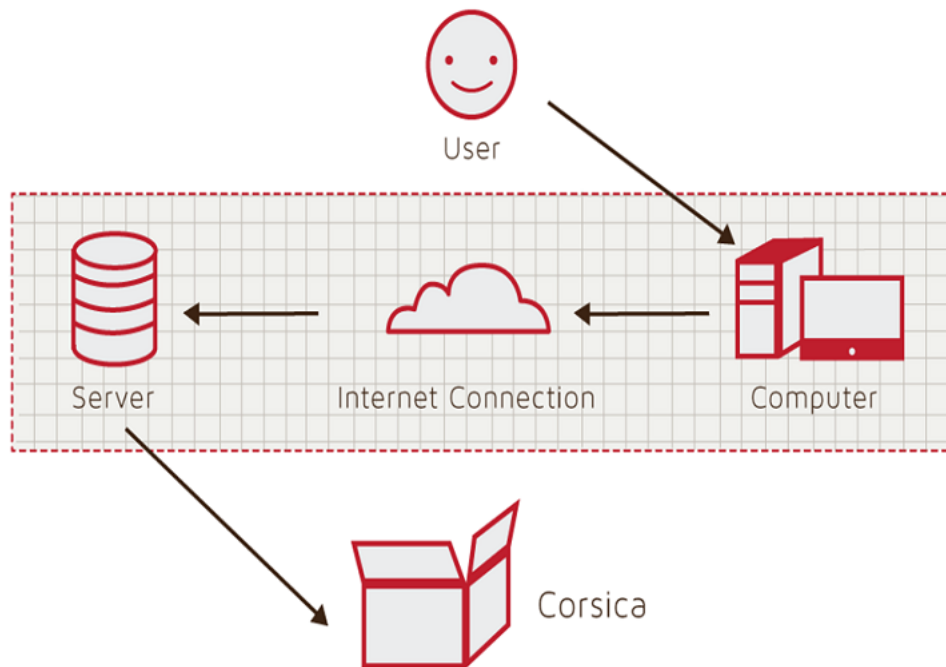 User
Server
Internet Connection
Computer
Corsica